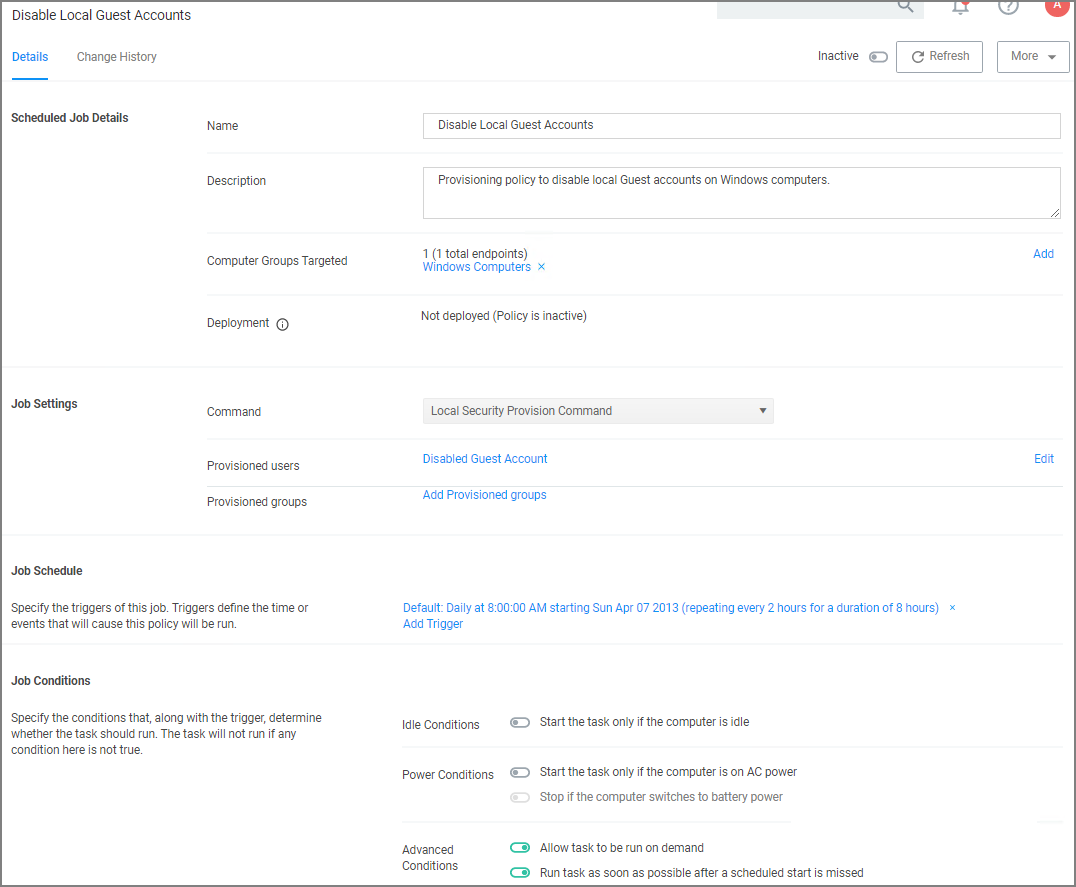 Disable Local Guest Accounts
A
Details
Change History
Inactive
Refresh
More
Scheduled Job Details
Name
Disable Local Guest Accounts
Description
Provisioning policy to disable local Guest accounts on Windows computers.
Computer Groups Targeted
1 (1 total endpoints)
Add
Windows Computers ×
Deployment
Not deployed (Policy is inactive)
Job Settings
Command
Local Security Provision Command
Provisioned users
Disabled Guest Account
Edit
Provisioned groups
Add Provisioned groups
Job Schedule
Specify the triggers of this job. Triggers define the time or
events that will cause this policy will be run.
Default: Daily at 8:00:00 AM starting Sun Apr 07 2013 (repeating every 2 hours for a duration of 8 hours) ×
Add Trigger
Job Conditions
Specify the conditions that, along with the trigger, determine
whether the task should run. The task will not run if any
condition here is not true.
Idle Conditions
Start the task only if the computer is idle
Power Conditions
Start the task only if the computer is on AC power
Stop if the computer switches to battery power
Advanced
Conditions
Allow task to be run on demand
Run task as soon as possible after a scheduled start is missed